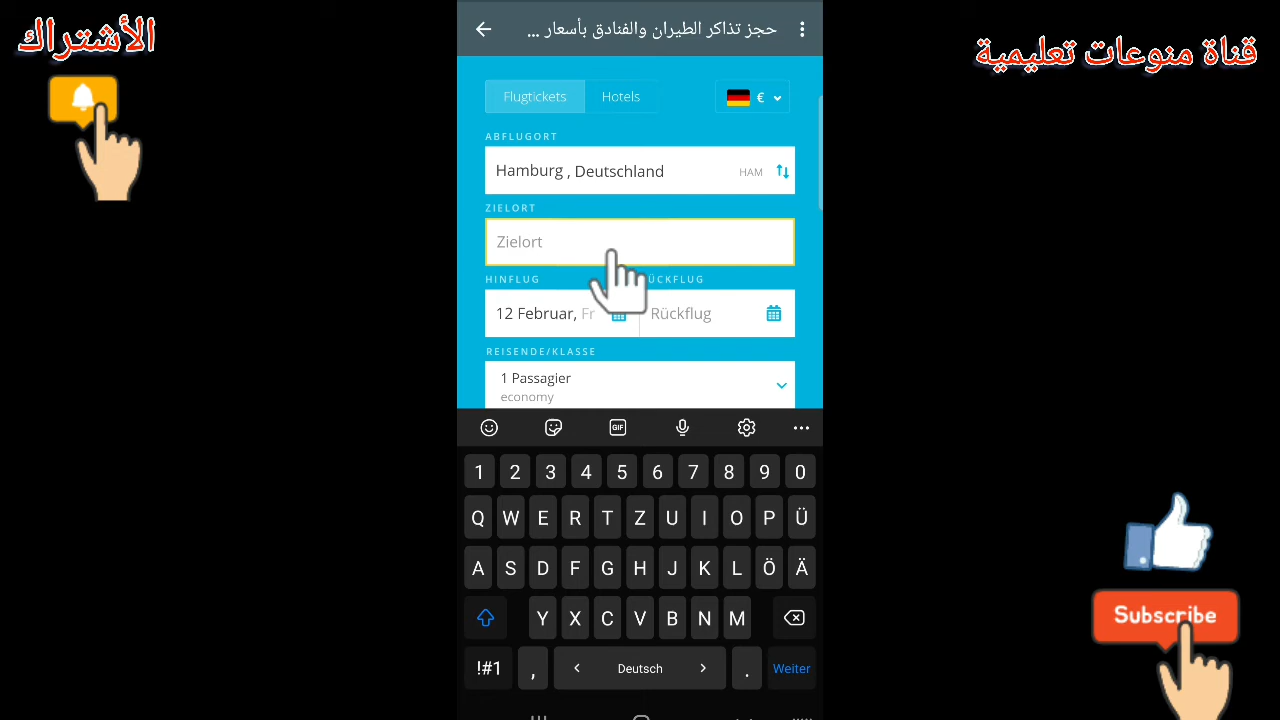 الأشتراك
قناة منوعات تعليمية
حجز تذاكر الطيران والفنادق بأسعار ...
Flugtickets
Hotels
€
ABFLUGORT
Hamburg , Deutschland
HAM
ZIELORT
Zielort
HINFLUG
12 Februar, Fr
Rückflug
REISENDE/KLASSE
1 Passagier
economy
GIF
1 2 3 4 5 6 7 8 9 0
Q W E R T Z U I O P Ü
A S D F G H J K L Ö Ä
Y X C V B N M
!#1 , < Deutsch > . Weiter
Subscribe